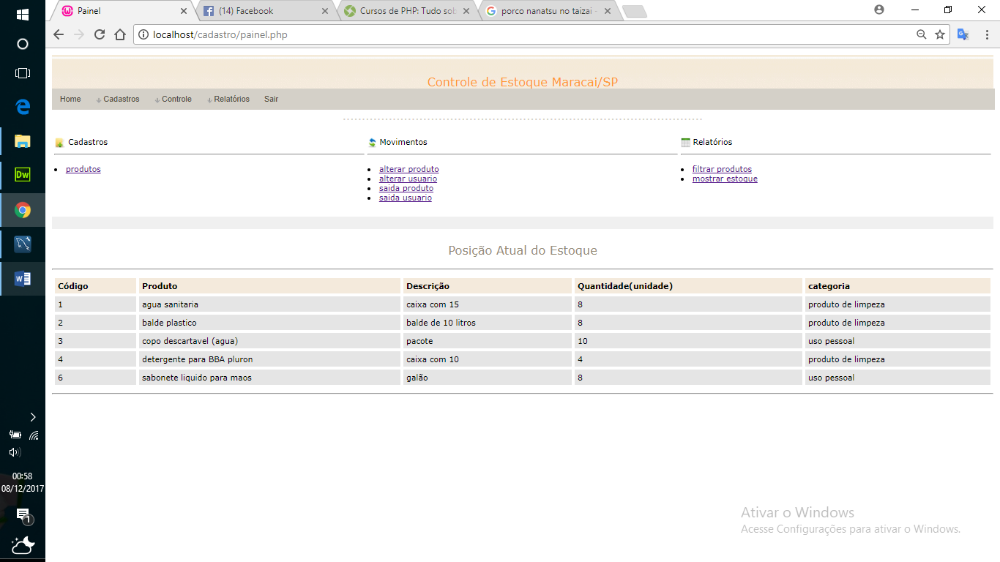 Painel
(14) Facebook
Cursos de PHP: Tudo sob
porco nanatsu no taizai -
localhost/cadastro/painel.php
Controle de Estoque Maracai/SP
Home Cadastros Controle Relatórios Sair
Cadastros
produtos
Movimentos
alterar produto
alterar usuario
saida produto
saida usuario
Relatórios
filtrar produtos
mostrar estoque
Posição Atual do Estoque
Código Produto Descrição Quantidade(unidade) categoria
1 agua sanitaria caixa com 15 8 produto de limpeza
2 balde plastico balde de 10 litros 8 produto de limpeza
3 copo descartavel (agua) pacote 10 uso pessoal
4 detergente para BBA pluron caixa com 10 4 produto de limpeza
6 sabonete liquido para maos galão 8 uso pessoal
Dw
W
00:58
08/12/2017
1
Ativar o Windows
Acesse Configurações para ativar o Windows.